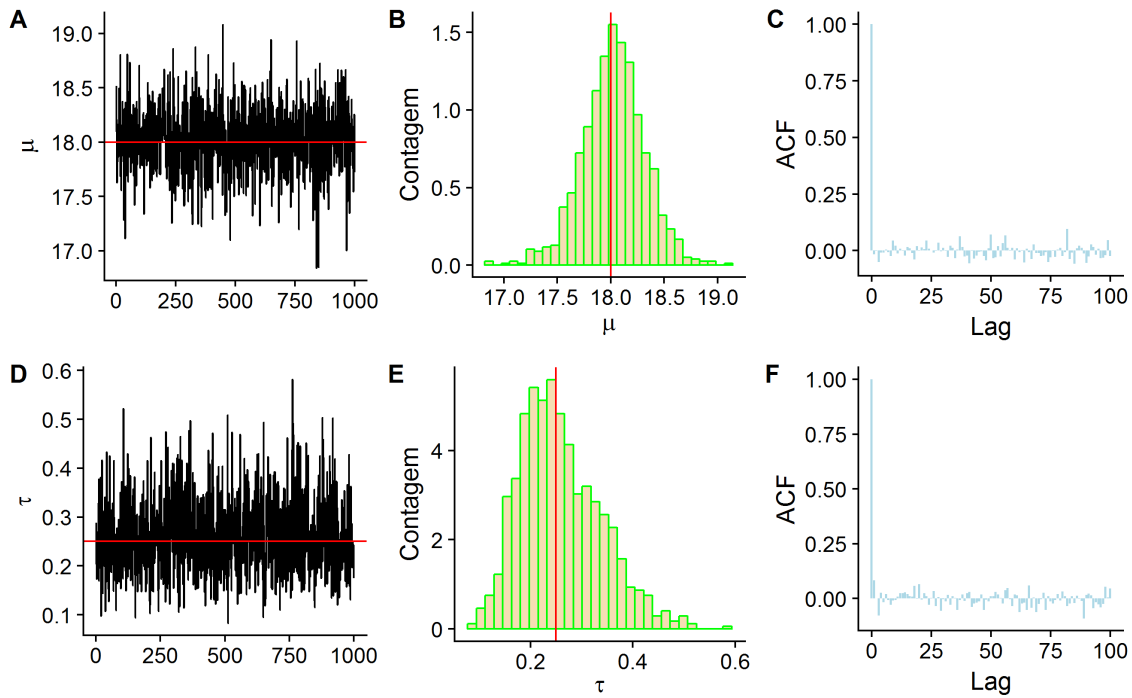 A
μ
19.0
18.5
18.0
17.5
17.0
0 250 500 750 1000
B
Contagem
1.5
1.0
0.5
0.0
17.0 17.5 18.0 18.5 19.0
μ
C
ACF
1.00
0.75
0.50
0.25
0.00
0 25 50 75 100
Lag
D
τ
0.6
0.5
0.4
0.3
0.2
0.1
0 250 500 750 1000
E
Contagem
4
2
0
0.2 0.4 0.6
τ
F
ACF
1.00
0.75
0.50
0.25
0.00
0 25 50 75 100
Lag